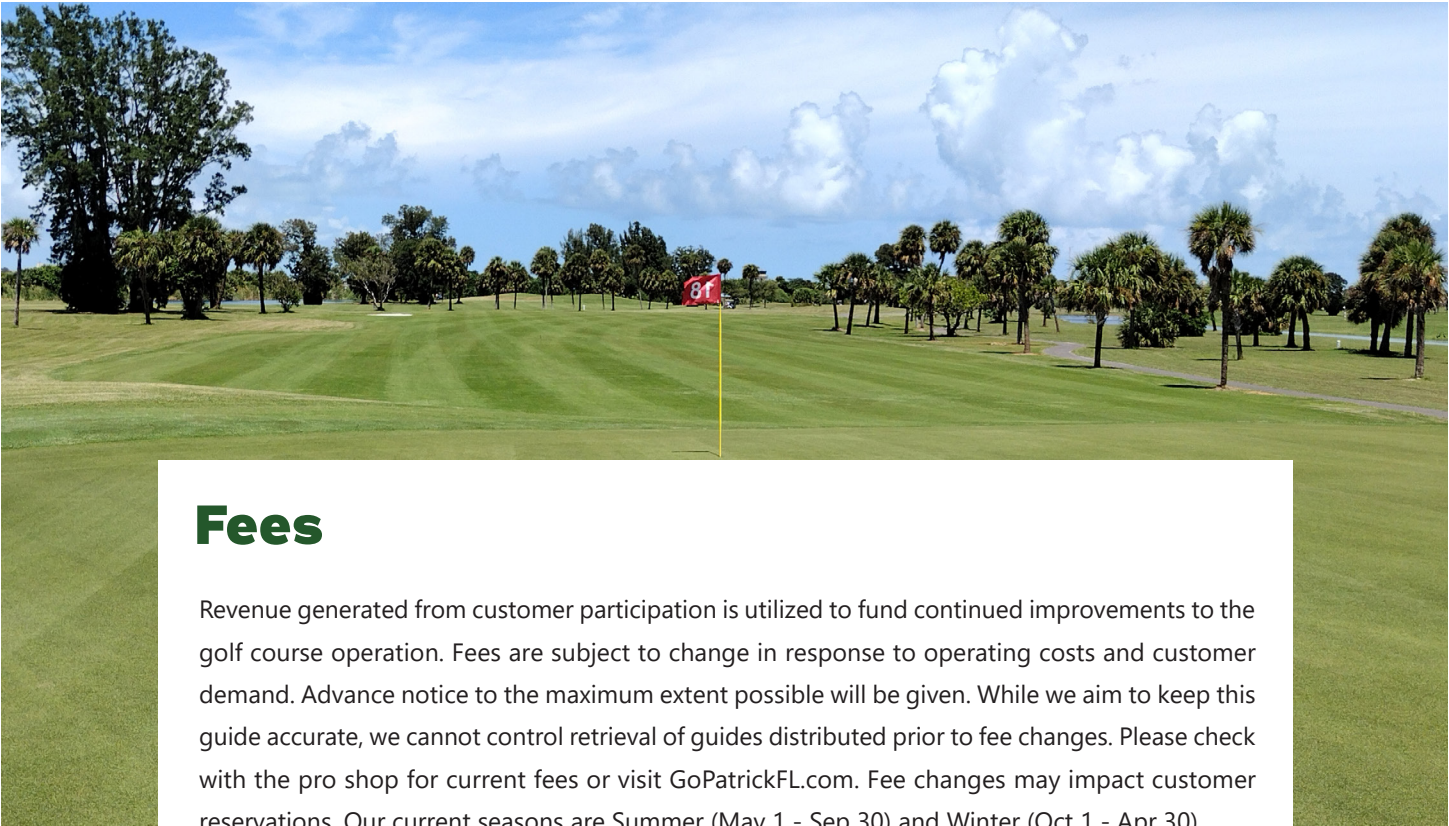 18
Fees
Revenue generated from customer participation is utilized to fund continued improvements to the
golf course operation. Fees are subject to change in response to operating costs and customer
demand. Advance notice to the maximum extent possible will be given. While we aim to keep this
guide accurate, we cannot control retrieval of guides distributed prior to fee changes. Please check
with the pro shop for current fees or visit GoPatrickFL.com. Fee changes may impact customer
reservations. Our current seasons are Summer (May 1 - Sep 30) and Winter (Oct 1 - Apr 30).